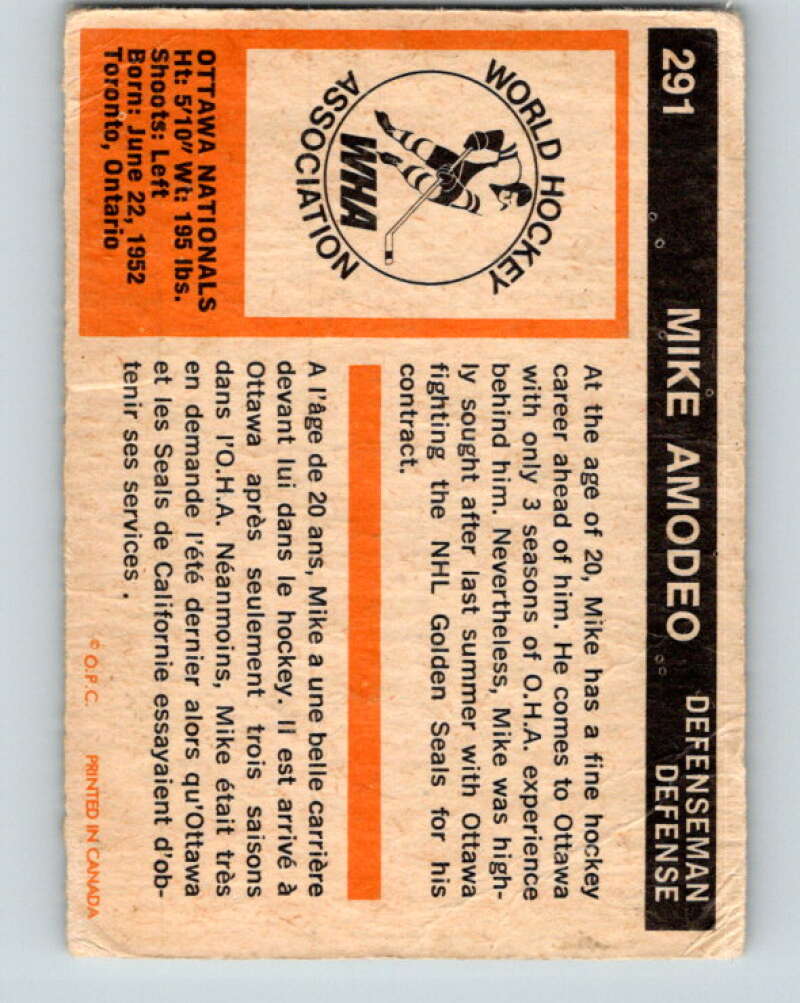 291 MIKE AMODEO DEFENSEMAN
DEFENSE
WORLD HOCKEY
ASSOCIATION
WHA
OTTAWA NATIONALS
Ht: 5'10" Wt: 195 lbs.
Shoots: Left
Born: June 22, 1952
Toronto, Ontario
At the age of 20, Mike has a fine hockey
career ahead of him. He comes to Ottawa
with only 3 seasons of O.H.A. experience
behind him. Nevertheless, Mike was high-
ly sought after last summer with Ottawa
fighting the NHL Golden Seals for his
contract.
A l'âge de 20 ans, Mike a une belle carrière
devant lui dans le hockey. Il est arrivé à
Ottawa après seulement trois saisons
dans l'O.H.A. Néanmoins, Mike était très
en demande l'été dernier alors qu'Ottawa
et les Seals de Californie essayaient d'ob-
tenir ses services .
© O.P.C. PRINTED IN CANADA